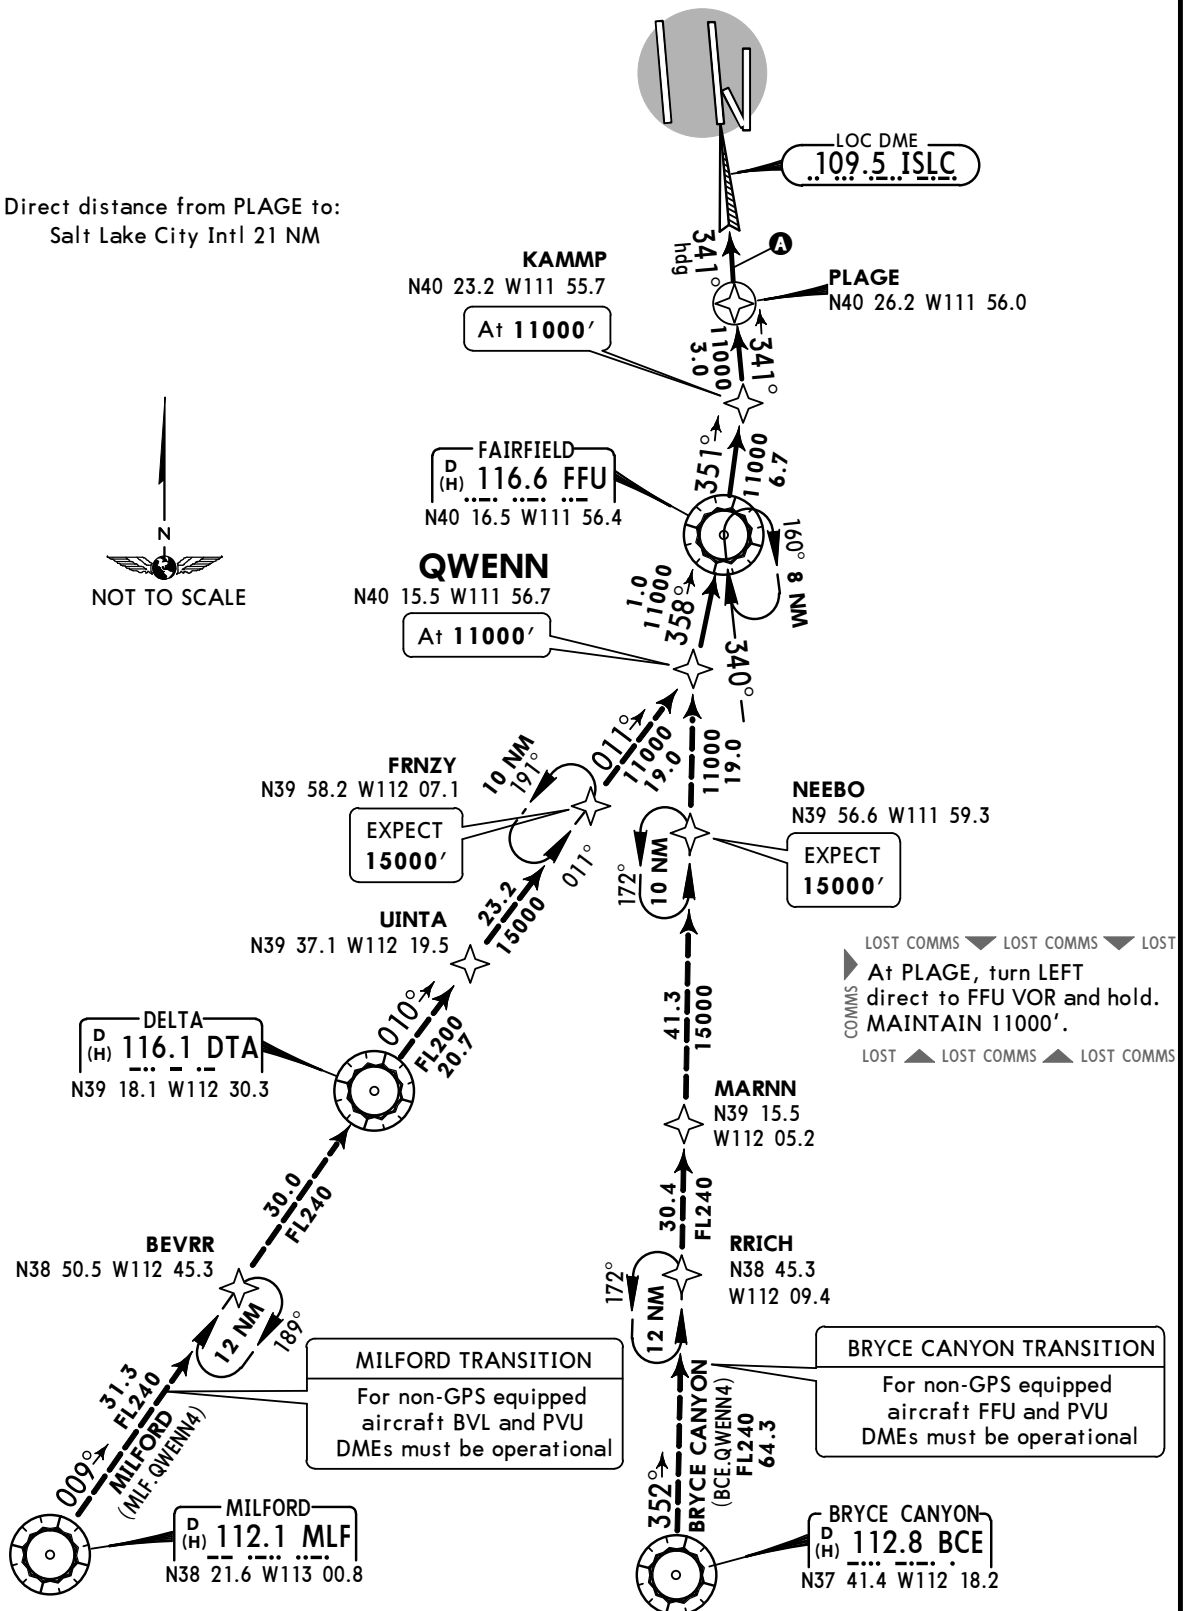 LOC DME
109.5 ISLC
Direct distance from PLAGE to:
Salt Lake City Intl 21 NM
341°
hdg
A
KAMMP
N40 23.2 W111 55.7
At 11000'
PLAGE
N40 26.2 W111 56.0
11000
3.0
341°
FAIRFIELD
D
(H) 116.6 FFU
N40 16.5 W111 56.4
351°
11000
6.7
N
NOT TO SCALE
QWENN
N40 15.5 W111 56.7
At 11000'
1.0
11000
358°
160° 8 NM
340°
FRNZY
N39 58.2 W112 07.1
EXPECT
15000'
10 NM
191°
011°
11000
19.0
11000
19.0
NEEBO
N39 56.6 W111 59.3
EXPECT
15000'
172°
10 NM
011°
UINTA
N39 37.1 W112 19.5
23.2
15000
LOST COMMS LOST COMMS LOST
COMMS
At PLAGE, turn LEFT
direct to FFU VOR and hold.
MAINTAIN 11000'.
LOST COMMS LOST COMMS
41.3
15000
DELTA
D
(H) 116.1 DTA
N39 18.1 W112 30.3
010°
FL200
20.7
MARNN
N39 15.5
W112 05.2
30.0
FL240
30.4
FL240
BEVRR
N38 50.5 W112 45.3
12 NM
189°
RRICH
N38 45.3
W112 09.4
172°
12 NM
MILFORD TRANSITION
For non-GPS equipped
aircraft BVL and PVU
DMEs must be operational
BRYCE CANYON TRANSITION
For non-GPS equipped
aircraft FFU and PVU
DMEs must be operational
31.3
FL240
009°
MILFORD
(MLF.QWENN4)
352°
BRYCE CANYON
(BCE.QWENN4)
FL240
64.3
MILFORD
D
(H) 112.1 MLF
N38 21.6 W113 00.8
BRYCE CANYON
D
(H) 112.8 BCE
N37 41.4 W112 18.2